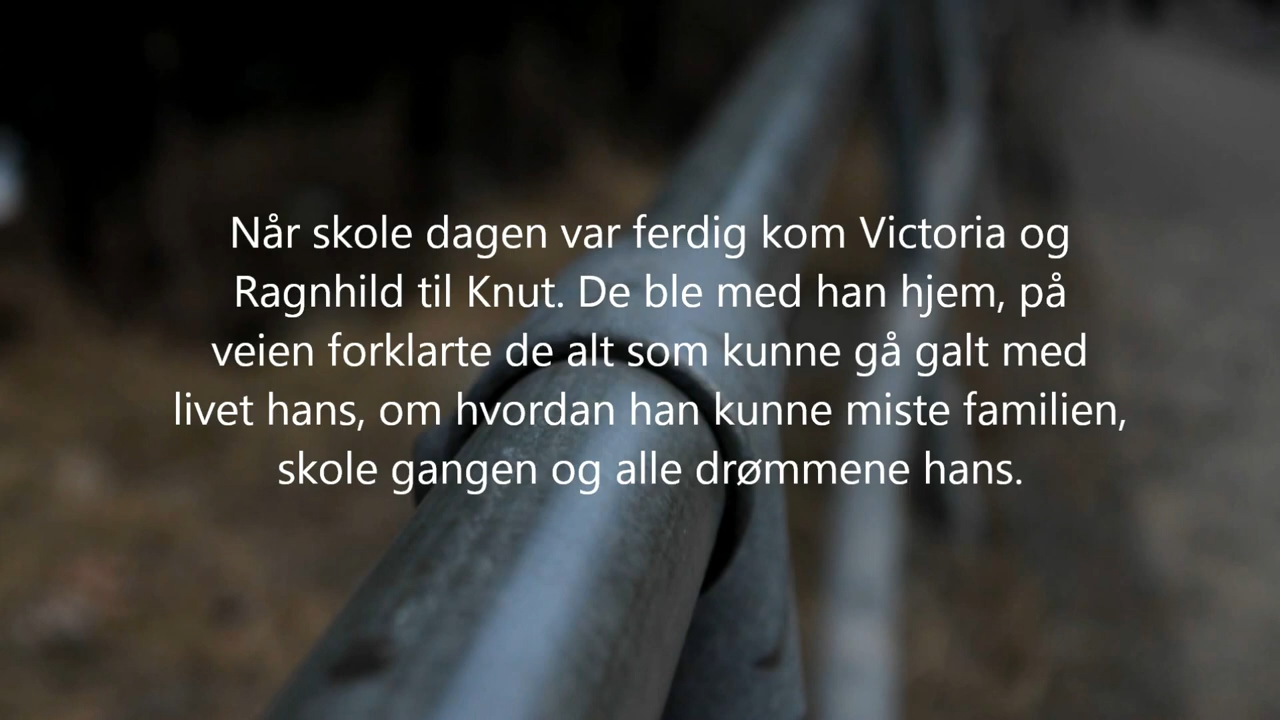 Når skole dagen var ferdig kom Victoria og
Ragnhild til Knut. De ble med han hjem, på
veien forklarte de alt som kunne gå galt med
livet hans, om hvordan han kunne miste familien,
skole gangen og alle drømmene hans.